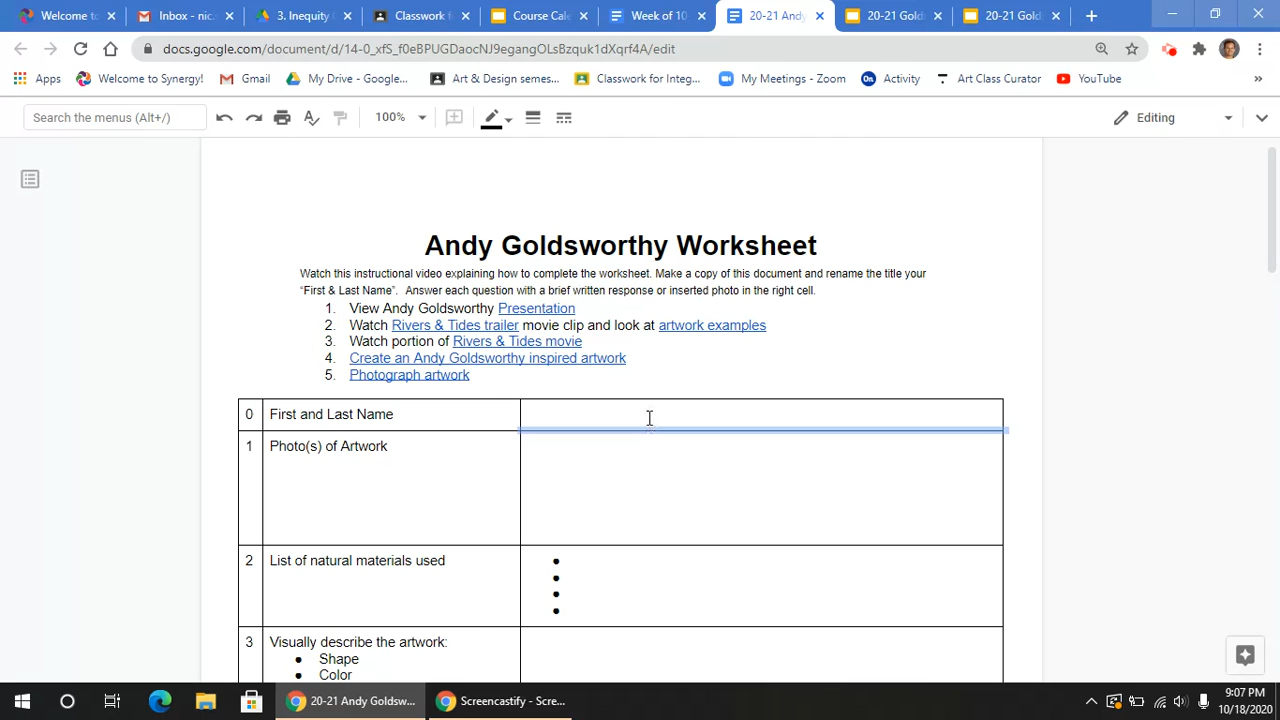 Welcome to
Inbox - nic.s
3. Inequity C
Classwork f
Course Cale
Week of 10
20-21 Andy
20-21 Gold
20-21 Gold
docs.google.com/document/d/14-0_xfS_f0eBPUGDaocNJ9egangOLsBzquk1dXqrf4A/edit
Apps
Welcome to Synergy!
Gmail
My Drive - Google...
Art & Design semes...
Classwork for Integ...
My Meetings - Zoom
On
Activity
Art Class Curator
YouTube
»
Search the menus (Alt+/)
100%
Editing
Andy Goldsworthy Worksheet
Watch this instructional video explaining how to complete the worksheet. Make a copy of this document and rename the title your
“First & Last Name”. Answer each question with a brief written response or inserted photo in the right cell.
1. View Andy Goldsworthy Presentation
2. Watch Rivers & Tides trailer movie clip and look at artwork examples
3. Watch portion of Rivers & Tides movie
4. Create an Andy Goldsworthy inspired artwork
5. Photograph artwork
0 First and Last Name
1 Photo(s) of Artwork
2 List of natural materials used
3 Visually describe the artwork:
● Shape
● Color
20-21 Andy Goldsw...
Screencastify - Scre...
9:07 PM
10/18/2020